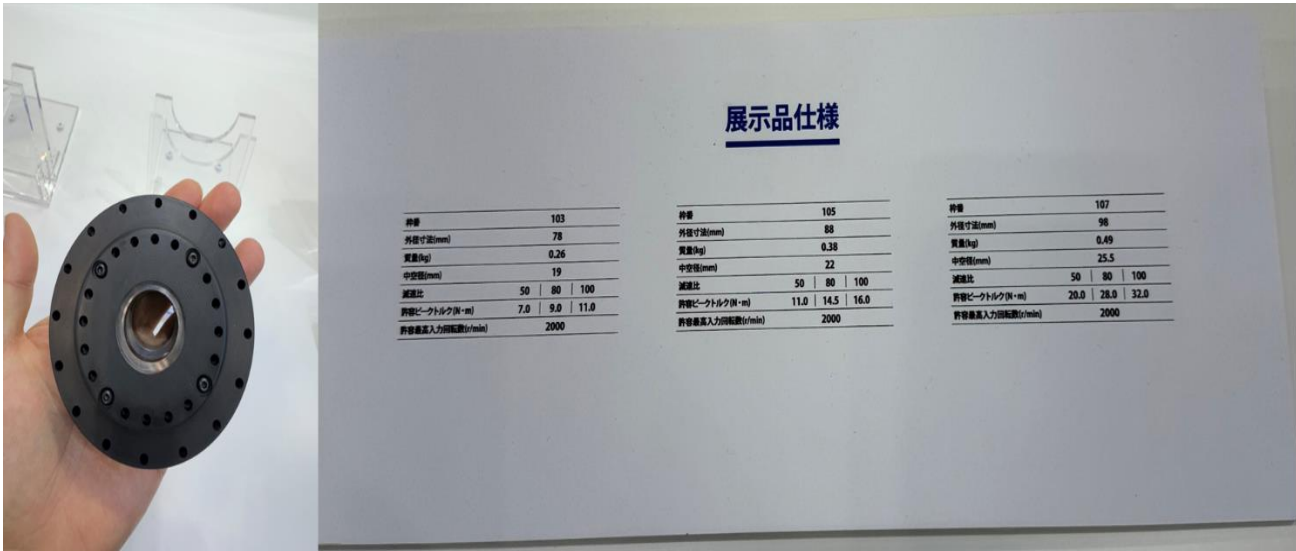 展示品仕様
枠番 103
外径寸法(mm) 78
質量(kg) 0.26
中空径(mm) 19
減速比 50 | 80 | 100
許容ピークトルク(N・m) 7.0 | 9.0 | 11.0
許容最高入力回転数(r/min) 2000
枠番 105
外径寸法(mm) 88
質量(kg) 0.38
中空径(mm) 22
減速比 50 | 80 | 100
許容ピークトルク(N・m) 11.0 | 14.5 | 16.0
許容最高入力回転数(r/min) 2000
枠番 107
外径寸法(mm) 98
質量(kg) 0.49
中空径(mm) 25.5
減速比 50 | 80 | 100
許容ピークトルク(N・m) 20.0 | 28.0 | 32.0
許容最高入力回転数(r/min) 2000